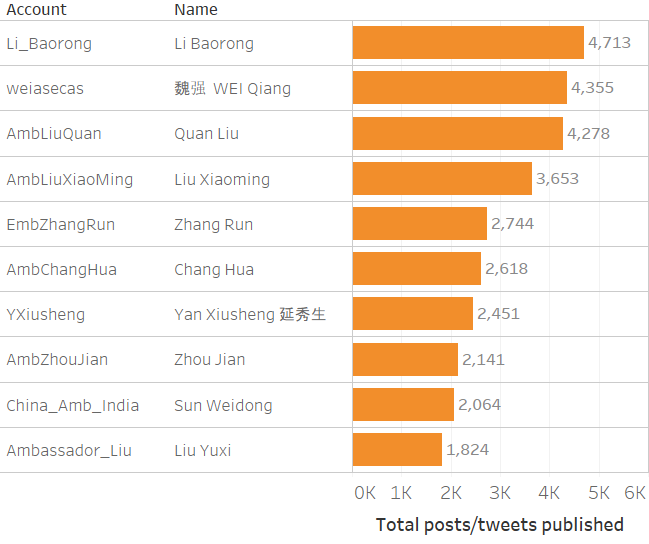 Account Name
Li_Baorong Li Baorong 4,713
weiasecas 魏强 WEI Qiang 4,355
AmbLiuQuan Quan Liu 4,278
AmbLiuXiaoMing Liu Xiaoming 3,653
EmbZhangRun Zhang Run 2,744
AmbChangHua Chang Hua 2,618
YXiusheng Yan Xiusheng 延秀生 2,451
AmbZhouJian Zhou Jian 2,141
China_Amb_India Sun Weidong 2,064
Ambassador_Liu Liu Yuxi 1,824
0K 1K 2K 3K 4K 5K 6K
Total posts/tweets published